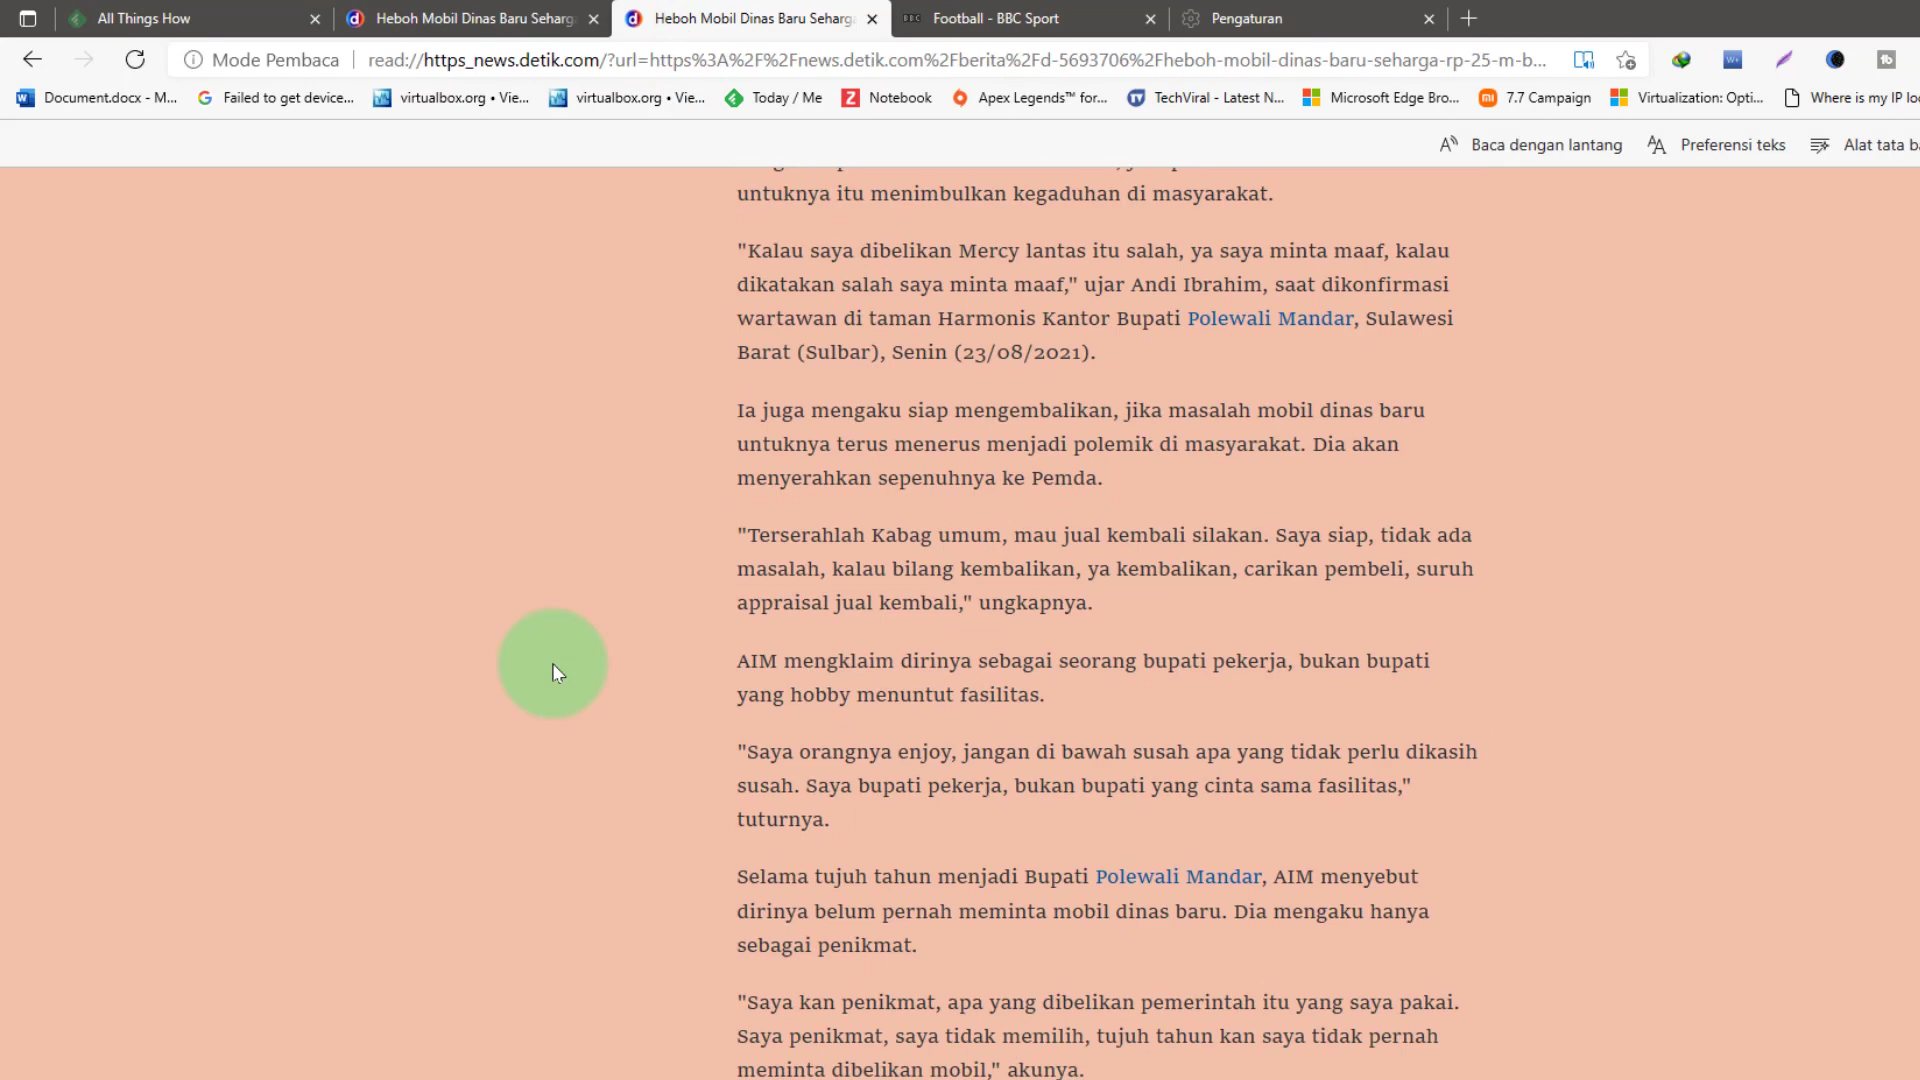 All Things How
Heboh Mobil Dinas Baru Seharg
Heboh Mobil Dinas Baru Seharga
BBC Football - BBC Sport
Pengaturan
Mode Pembaca
read://https_news.detik.com/?url=https%3A%2F%2Fnews.detik.com%2Fberita%2Fd-5693706%2Fheboh-mobil-dinas-baru-seharga-rp-25-m-b...
Document.docx - M...
Failed to get device...
virtualbox.org • Vie...
virtualbox.org • Vie...
Today / Me
Notebook
Apex Legends™ for...
TechViral - Latest N...
Microsoft Edge Bro...
7.7 Campaign
Virtualization: Opti...
Where is my IP lo
Baca dengan lantang
Preferensi teks
Alat tata ba
untuknya itu menimbulkan kegaduhan di masyarakat.
"Kalau saya dibelikan Mercy lantas itu salah, ya saya minta maaf, kalau
dikatakan salah saya minta maaf," ujar Andi Ibrahim, saat dikonfirmasi
wartawan di taman Harmonis Kantor Bupati Polewali Mandar, Sulawesi
Barat (Sulbar), Senin (23/08/2021).
Ia juga mengaku siap mengembalikan, jika masalah mobil dinas baru
untuknya terus menerus menjadi polemik di masyarakat. Dia akan
menyerahkan sepenuhnya ke Pemda.
"Terserahlah Kabag umum, mau jual kembali silakan. Saya siap, tidak ada
masalah, kalau bilang kembalikan, ya kembalikan, carikan pembeli, suruh
appraisal jual kembali," ungkapnya.
AIM mengklaim dirinya sebagai seorang bupati pekerja, bukan bupati
yang hobby menuntut fasilitas.
"Saya orangnya enjoy, jangan di bawah susah apa yang tidak perlu dikasih
susah. Saya bupati pekerja, bukan bupati yang cinta sama fasilitas,"
tuturnya.
Selama tujuh tahun menjadi Bupati Polewali Mandar, AIM menyebut
dirinya belum pernah meminta mobil dinas baru. Dia mengaku hanya
sebagai penikmat.
"Saya kan penikmat, apa yang dibelikan pemerintah itu yang saya pakai.
Saya penikmat, saya tidak memilih, tujuh tahun kan saya tidak pernah
meminta dibelikan mobil," akunya.